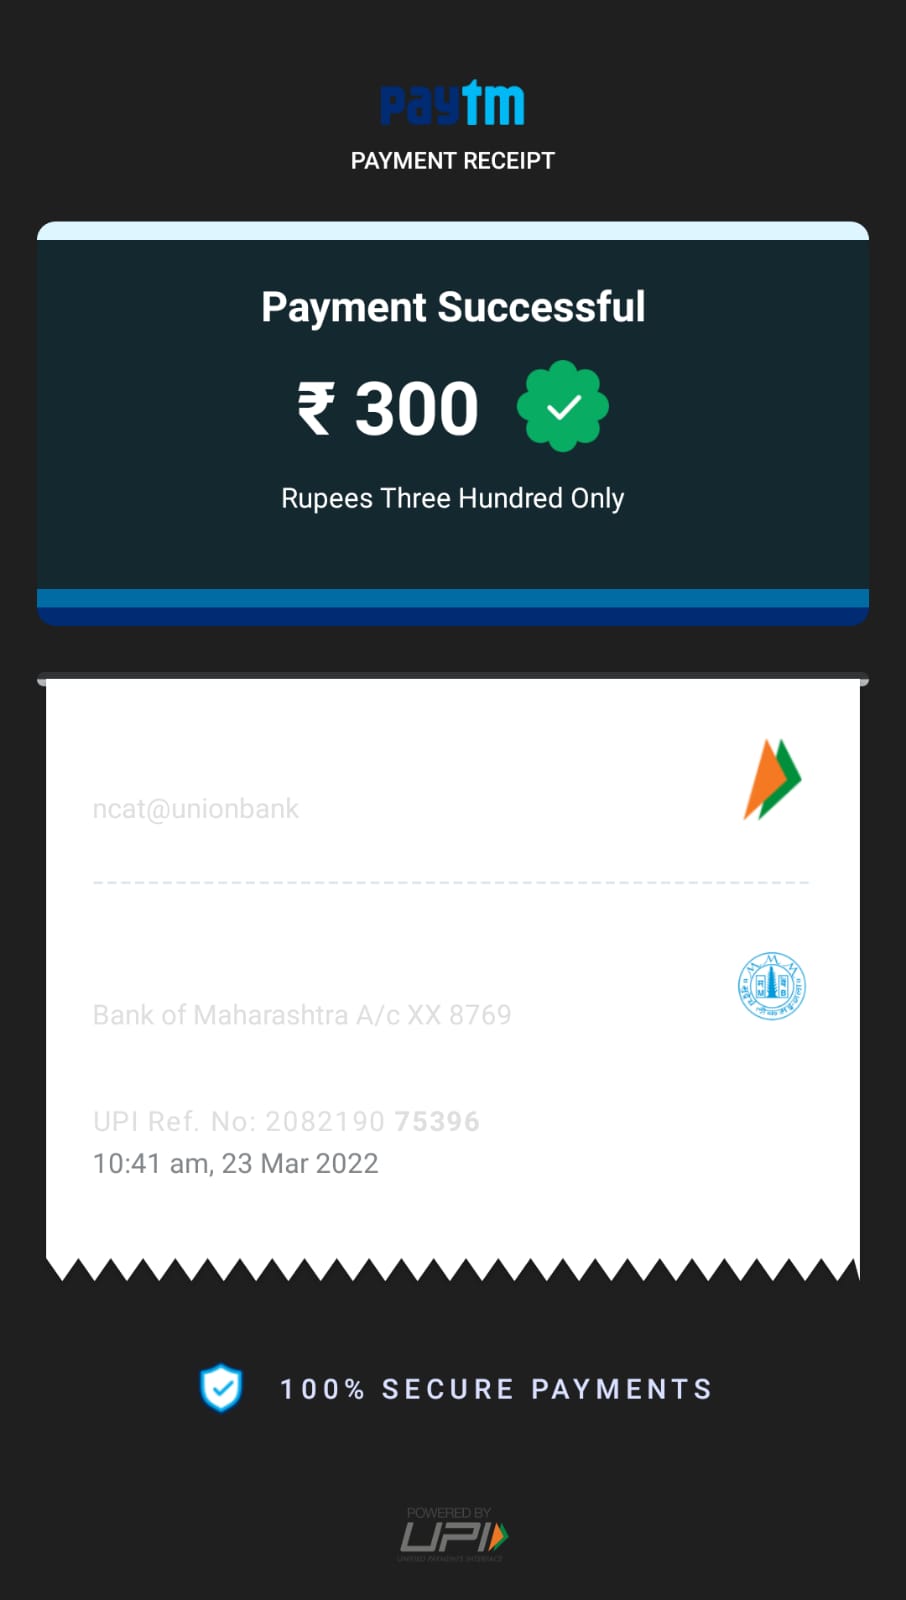 paytm
PAYMENT RECEIPT
Payment Successful
₹ 300
Rupees Three Hundred Only
ncat@unionbank
Bank of Maharashtra A/c XX 8769
UPI Ref. No: 2082190 75396
10:41 am, 23 Mar 2022
100% SECURE PAYMENTS
POWERED BY
UPI
UNIFIED PAYMENTS INTERFACE